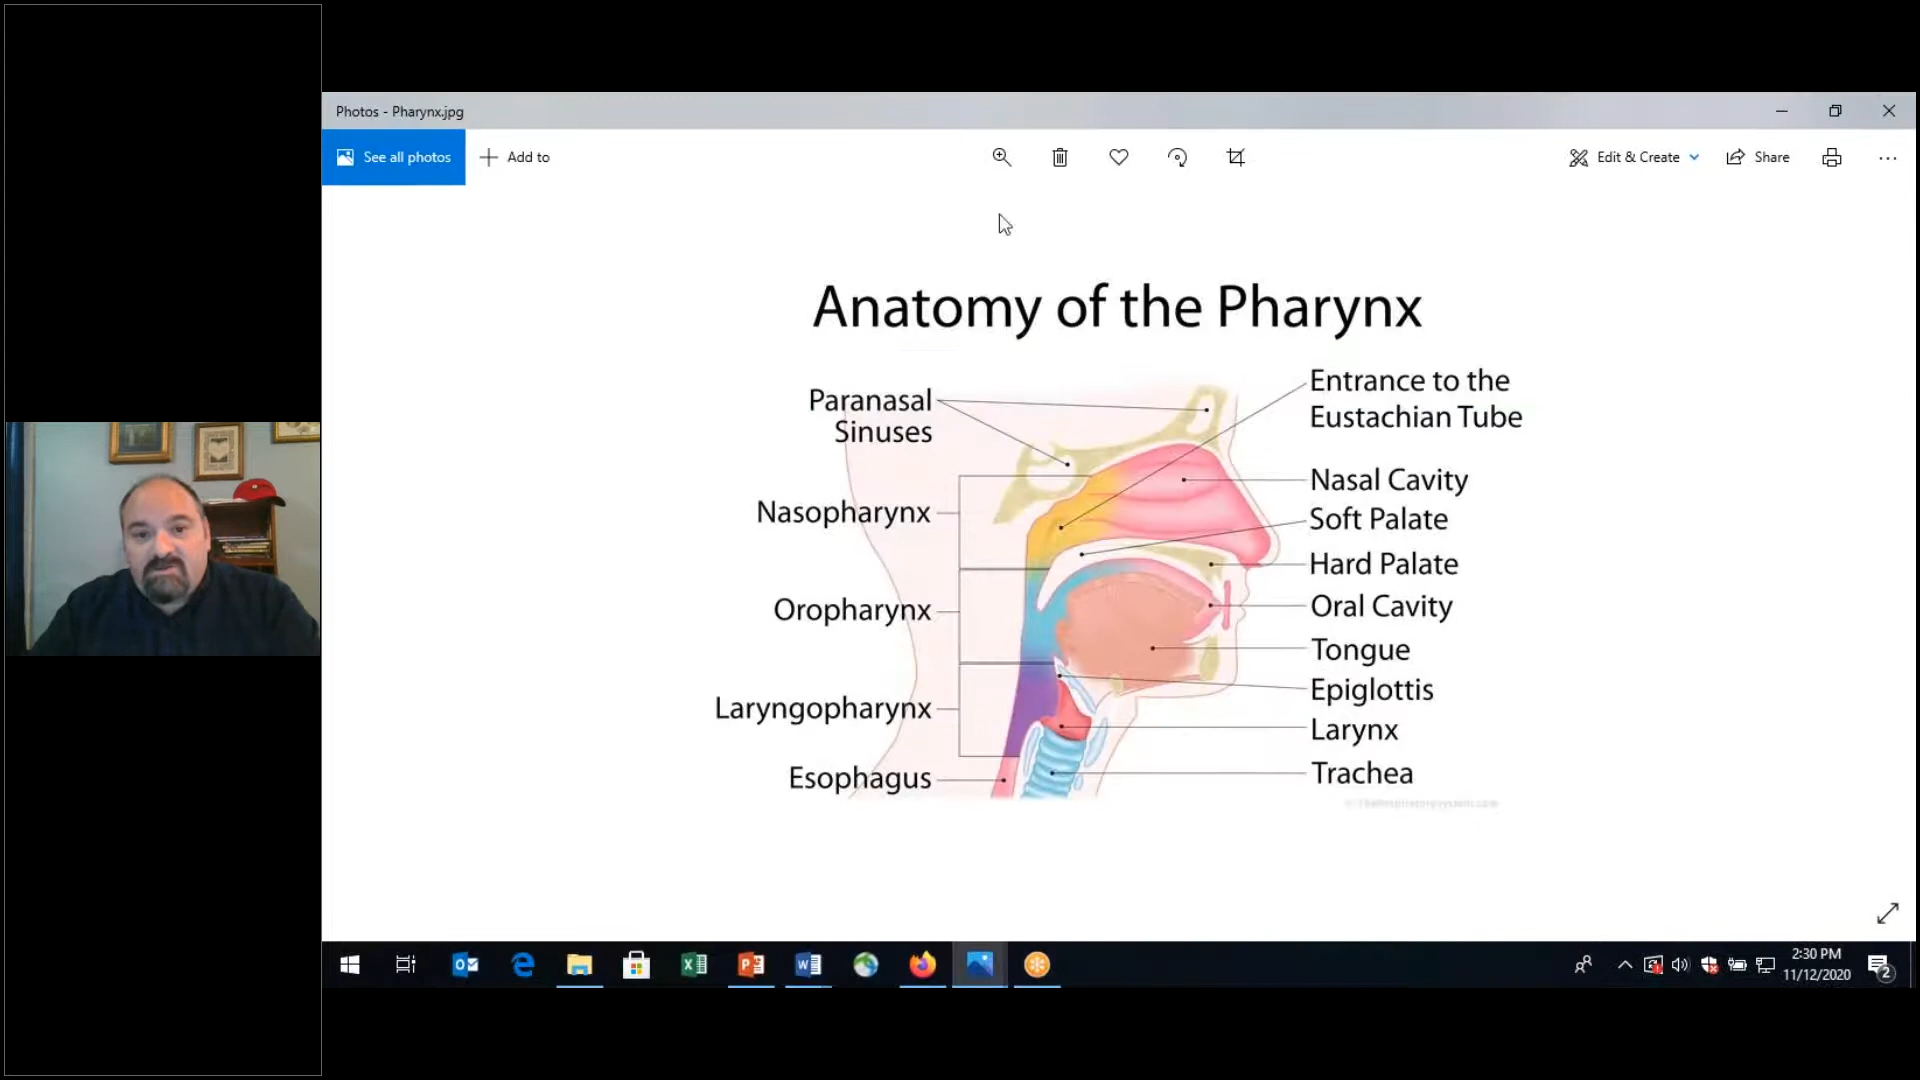 Photos - Pharynx.jpg
See all photos
Add to
Edit & Create
Share
Anatomy of the Pharynx
Paranasal
Sinuses
Nasopharynx
Oropharynx
Laryngopharynx
Esophagus
Entrance to the
Eustachian Tube
Nasal Cavity
Soft Palate
Hard Palate
Oral Cavity
Tongue
Epiglottis
Larynx
Trachea
2:30 PM
11/12/2020
2